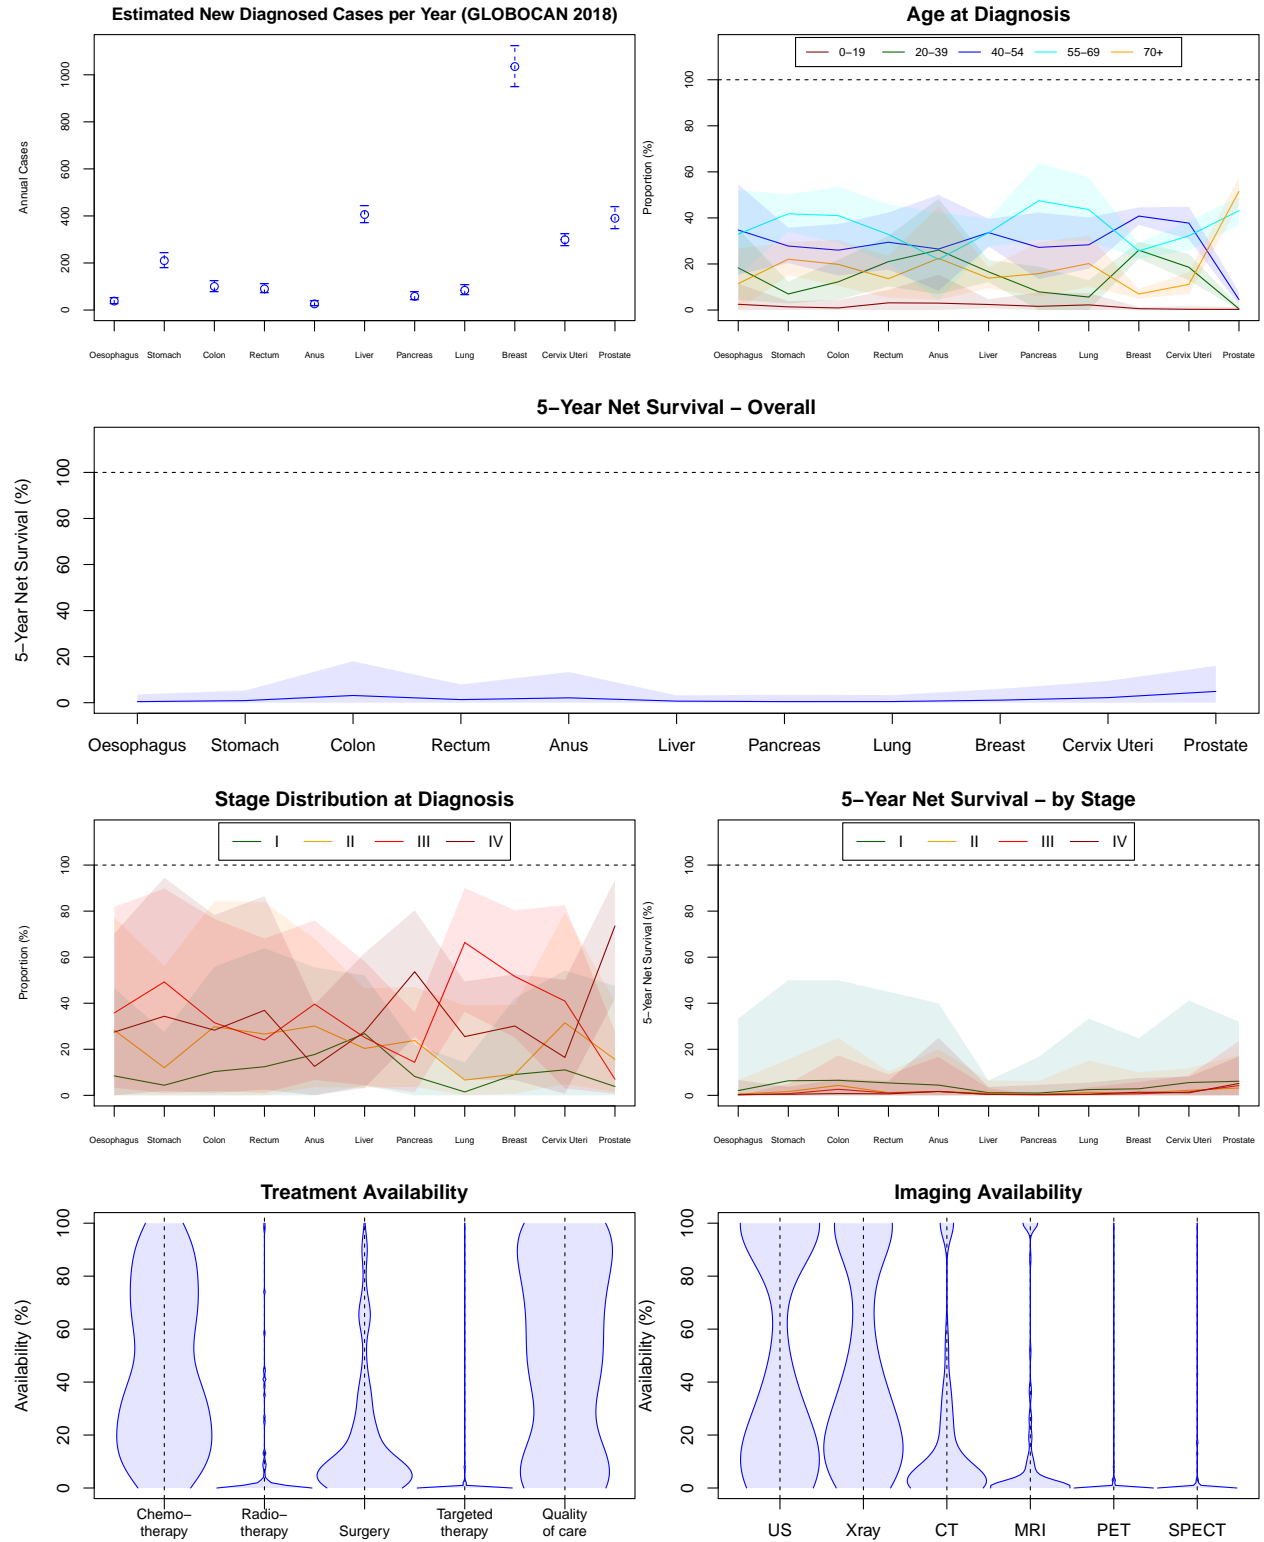 Estimated New Diagnosed Cases per Year (GLOBOCAN 2018)
Annual Cases
0 200 400 600 800 1000
Oesophagus Stomach Colon Rectum Anus Liver Pancreas Lung Breast Cervix Uteri Prostate
Age at Diagnosis
0−19 20−39 40−54 55−69 70+
Proportion (%)
0 20 40 60 80 100
Oesophagus Stomach Colon Rectum Anus Liver Pancreas Lung Breast Cervix Uteri Prostate
5−Year Net Survival − Overall
5−Year Net Survival (%)
0 20 40 60 80 100
Oesophagus Stomach Colon Rectum Anus Liver Pancreas Lung Breast Cervix Uteri Prostate
Stage Distribution at Diagnosis
I II III IV
Proportion (%)
0 20 40 60 80 100
Oesophagus Stomach Colon Rectum Anus Liver Pancreas Lung Breast Cervix Uteri Prostate
5−Year Net Survival − by Stage
I II III IV
5−Year Net Survival (%)
0 20 40 60 80 100
Oesophagus Stomach Colon Rectum Anus Liver Pancreas Lung Breast Cervix Uteri Prostate
Treatment Availability
Availability (%)
0 20 40 60 80 100
Chemo− Radio− Targeted Quality
therapy therapy Surgery therapy of care
Imaging Availability
Availability (%)
0 20 40 60 80 100
US Xray CT MRI PET SPECT